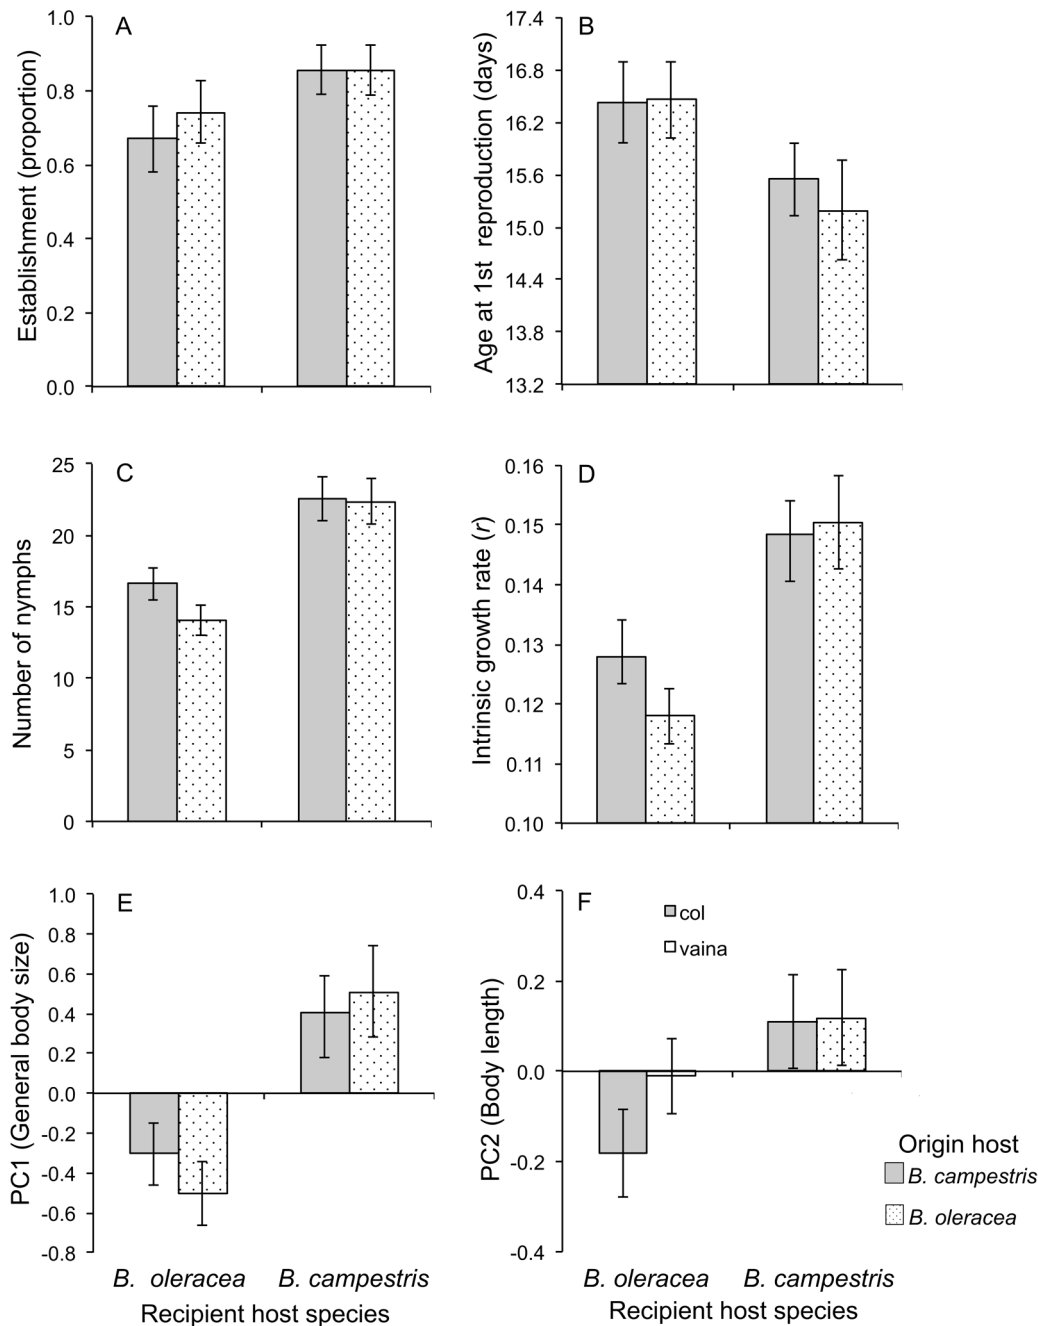 A
Establishment (proportion)
1.0
0.8
0.6
0.4
0.2
0.0
B
Age at 1st reproduction (days)
17.4
16.8
16.2
15.6
15.0
14.4
13.8
13.2
C
Number of nymphs
25
20
15
10
5
0
D
Intrinsic growth rate (r)
0.16
0.15
0.14
0.13
0.12
0.11
0.10
E
PC1 (General body size)
1.0
0.8
0.6
0.4
0.2
0.0
-0.2
-0.4
-0.6
-0.8
B. oleracea B. campestris
Recipient host species
F
PC2 (Body length)
0.4
0.2
0.0
-0.2
-0.4
col
vaina
Origin host
B. campestris
B. oleracea
B. oleracea B. campestris
Recipient host species